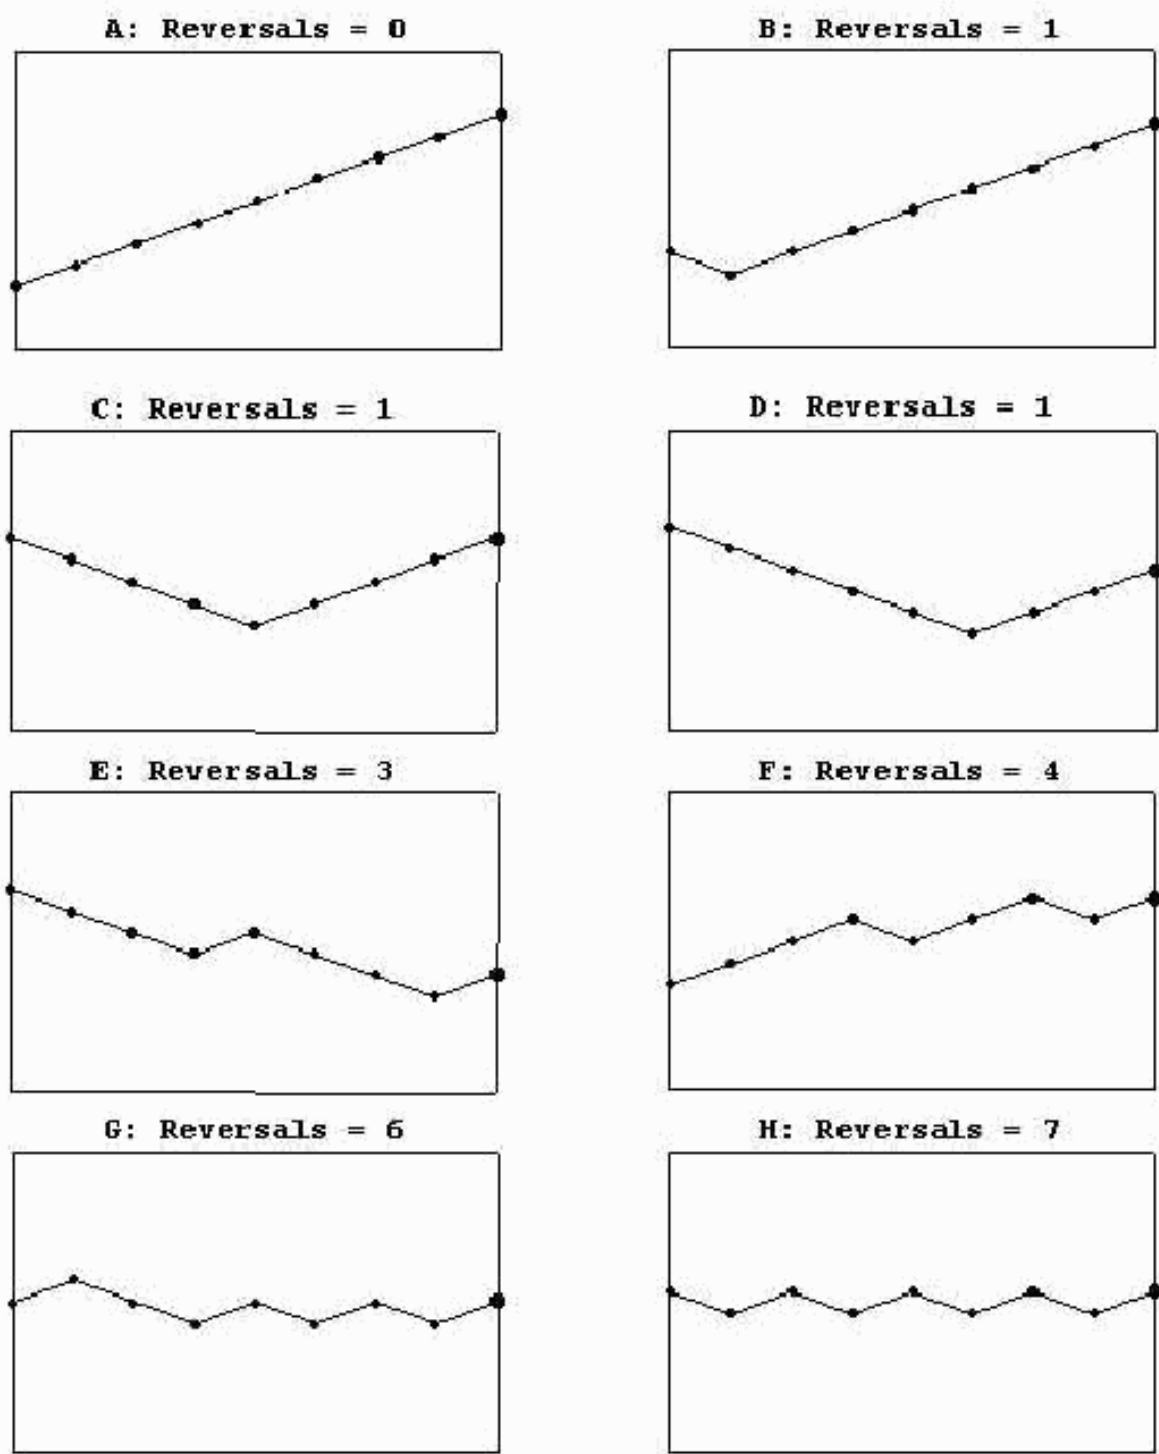 A: Reversals = 0
B: Reversals = 1
C: Reversals = 1
D: Reversals = 1
E: Reversals = 3
F: Reversals = 4
G: Reversals = 6
H: Reversals = 7